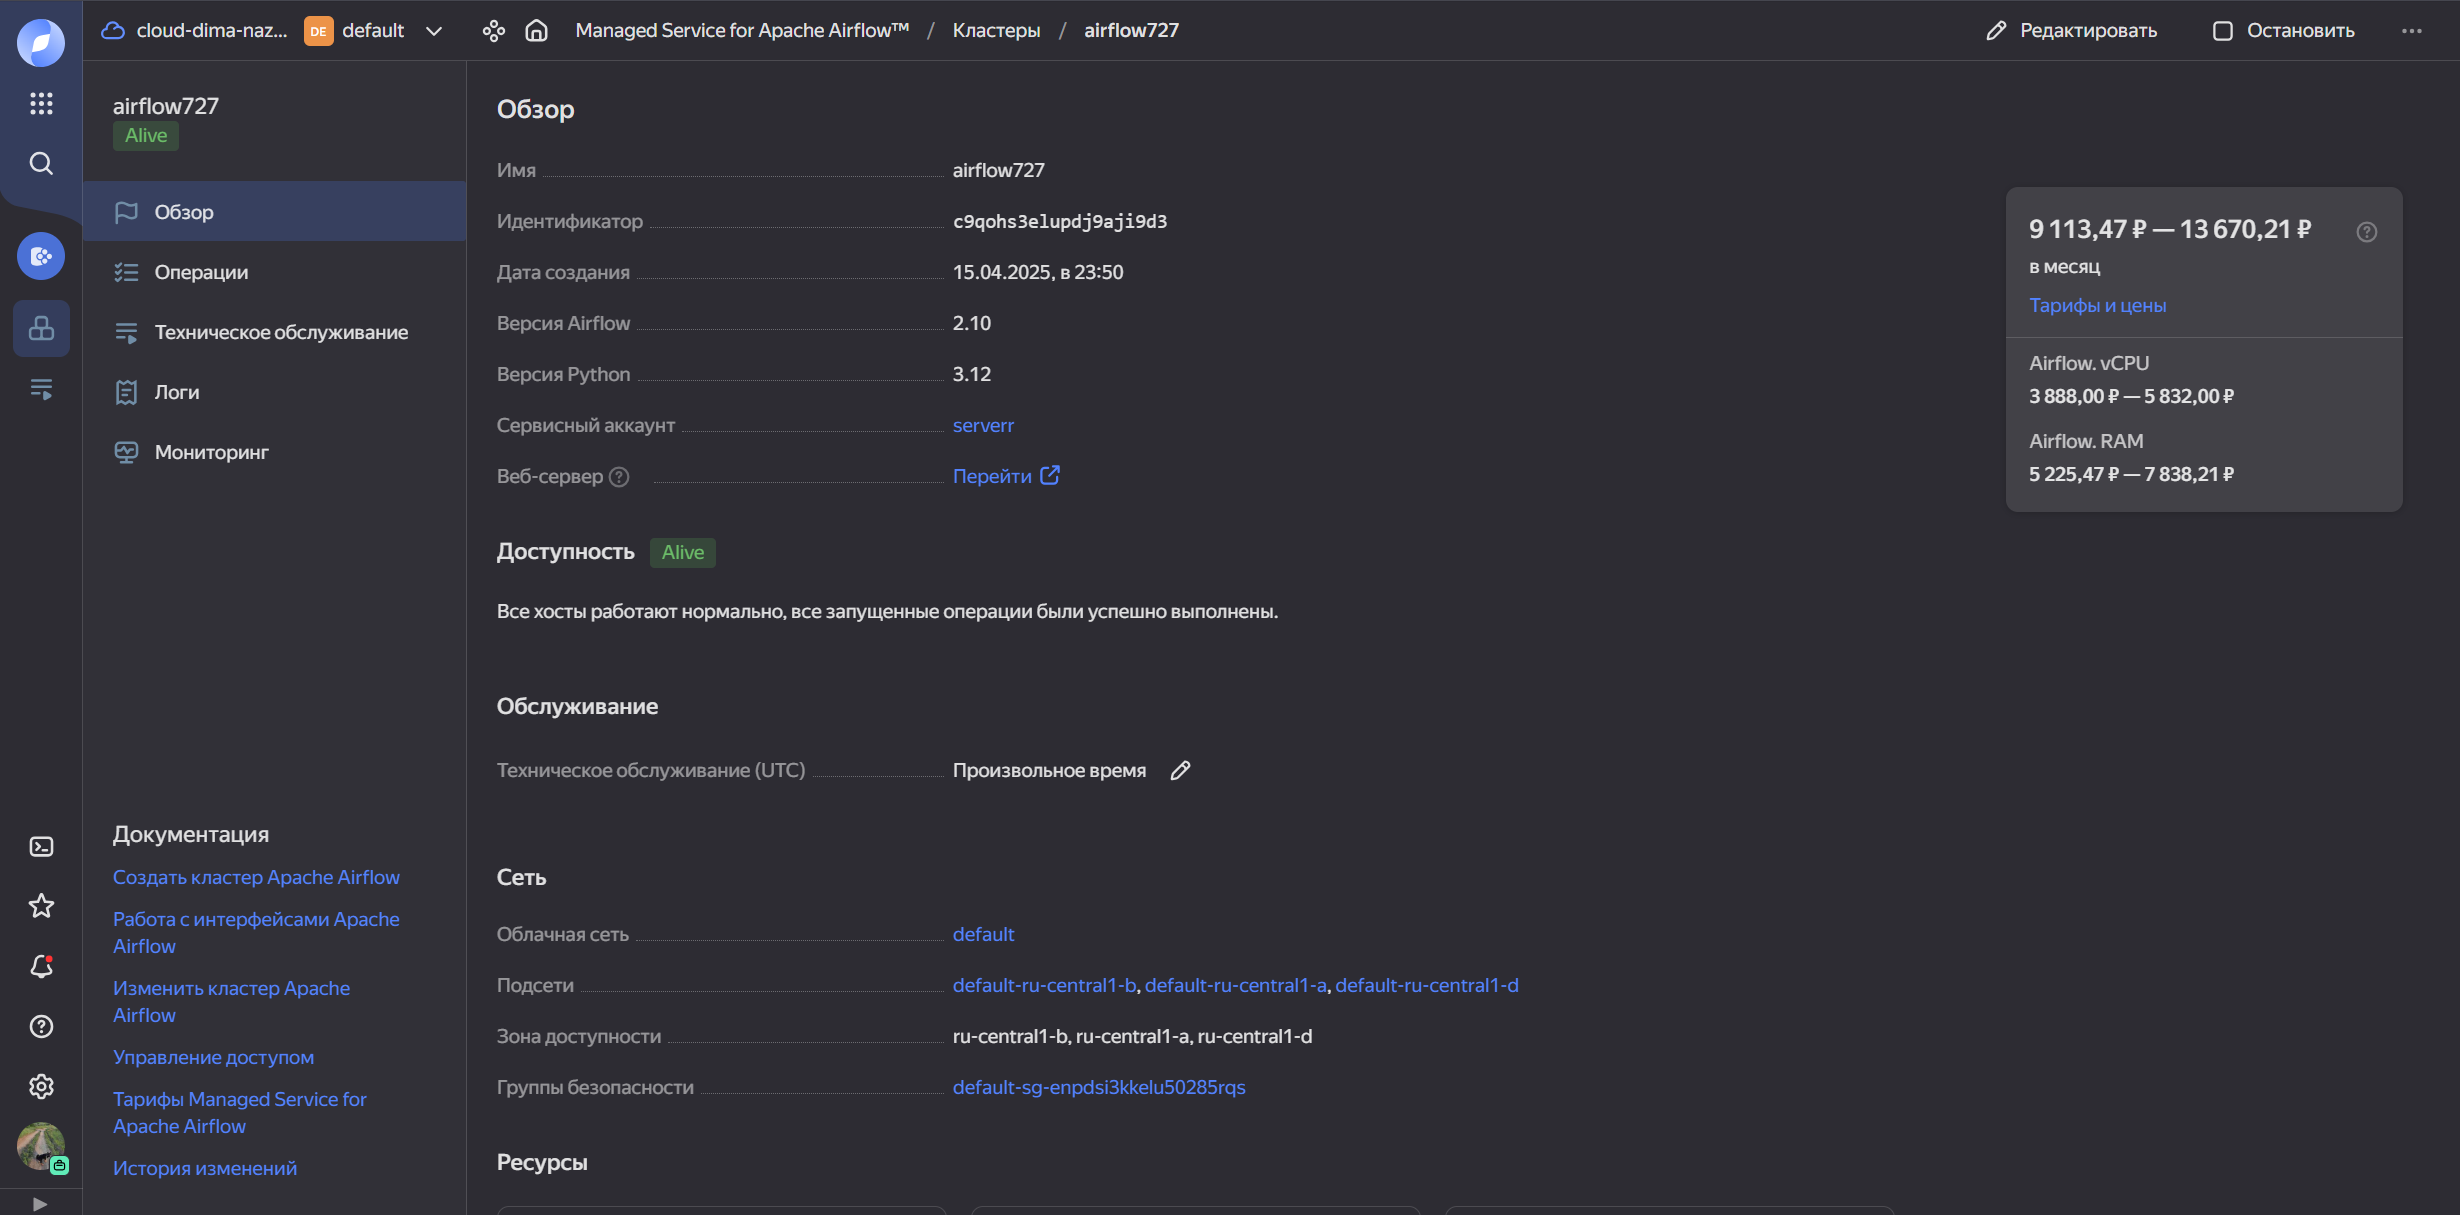 cloud-dima-naz... DE default Managed Service for Apache Airflow™ / Кластеры / airflow727 Редактировать Остановить
airflow727
Alive
Обзор
Операции
Техническое обслуживание
Логи
Мониторинг
Документация
Создать кластер Apache Airflow
Работа с интерфейсами Apache
Airflow
Изменить кластер Apache
Airflow
Управление доступом
Тарифы Managed Service for
Apache Airflow
История изменений
Обзор
Имя airflow727
Идентификатор c9qohs3elupdj9aji9d3
Дата создания 15.04.2025, в 23:50
Версия Airflow 2.10
Версия Python 3.12
Сервисный аккаунт serverr
Веб-сервер Перейти
Доступность Alive
Все хосты работают нормально, все запущенные операции были успешно выполнены.
Обслуживание
Техническое обслуживание (UTC) Произвольное время
Сеть
Облачная сеть default
Подсети default-ru-central1-b, default-ru-central1-a, default-ru-central1-d
Зона доступности ru-central1-b, ru-central1-a, ru-central1-d
Группы безопасности default-sg-enpdsi3kkelu50285rqs
Ресурсы
9 113,47 ₽ — 13 670,21 ₽
в месяц
Тарифы и цены
Airflow. vCPU
3 888,00 ₽ — 5 832,00 ₽
Airflow. RAM
5 225,47 ₽ — 7 838,21 ₽